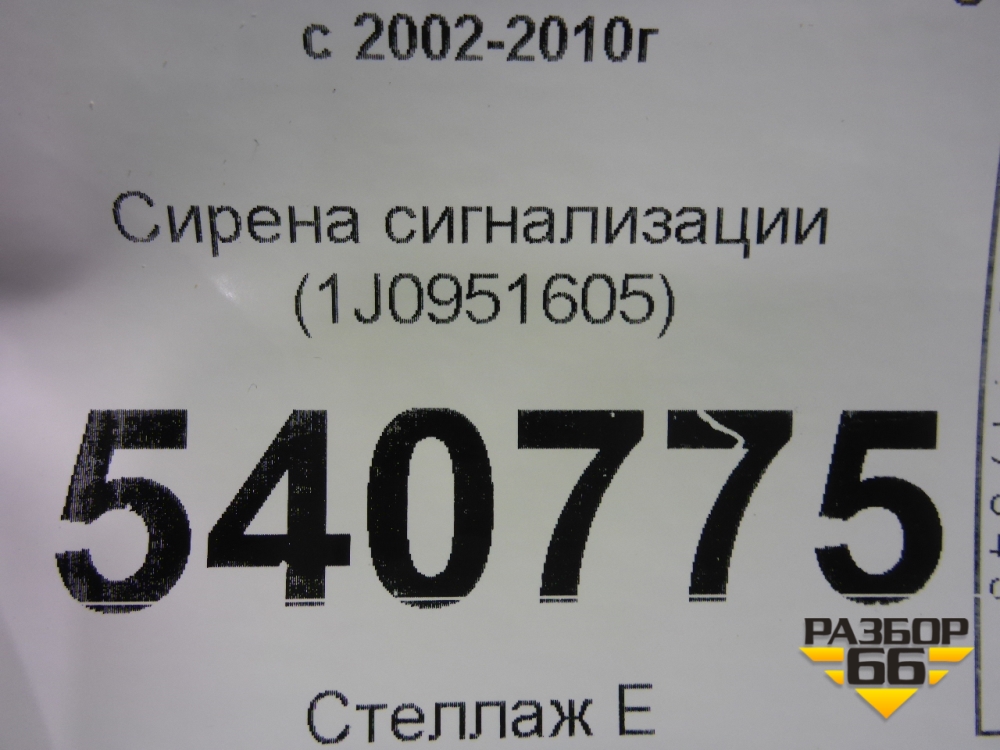 с 2002-2010г
Сирена сигнализации
(1J0951605)
540775
РАЗБОР
66
Стеллаж Е